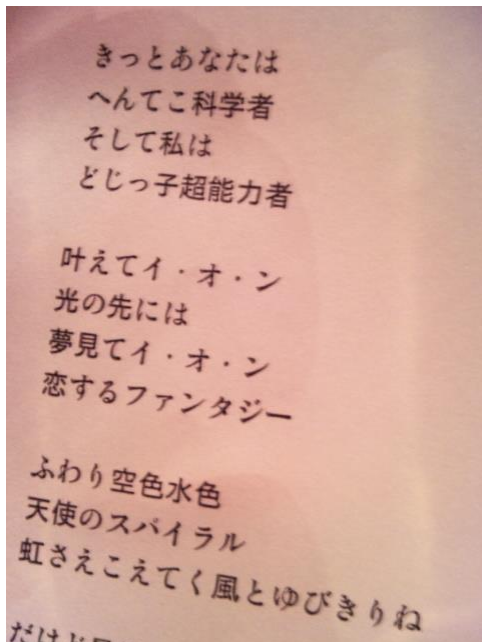 きっとあなたは
へんてこ科学者
そして私は
どじっ子超能力者
叶えてイ・オ・ン
光の先には
夢見てイ・オ・ン
恋するファンタジー
ふわり空色水色
天使のスパイラル
虹さえこえてく風とゆびきりね
だけど